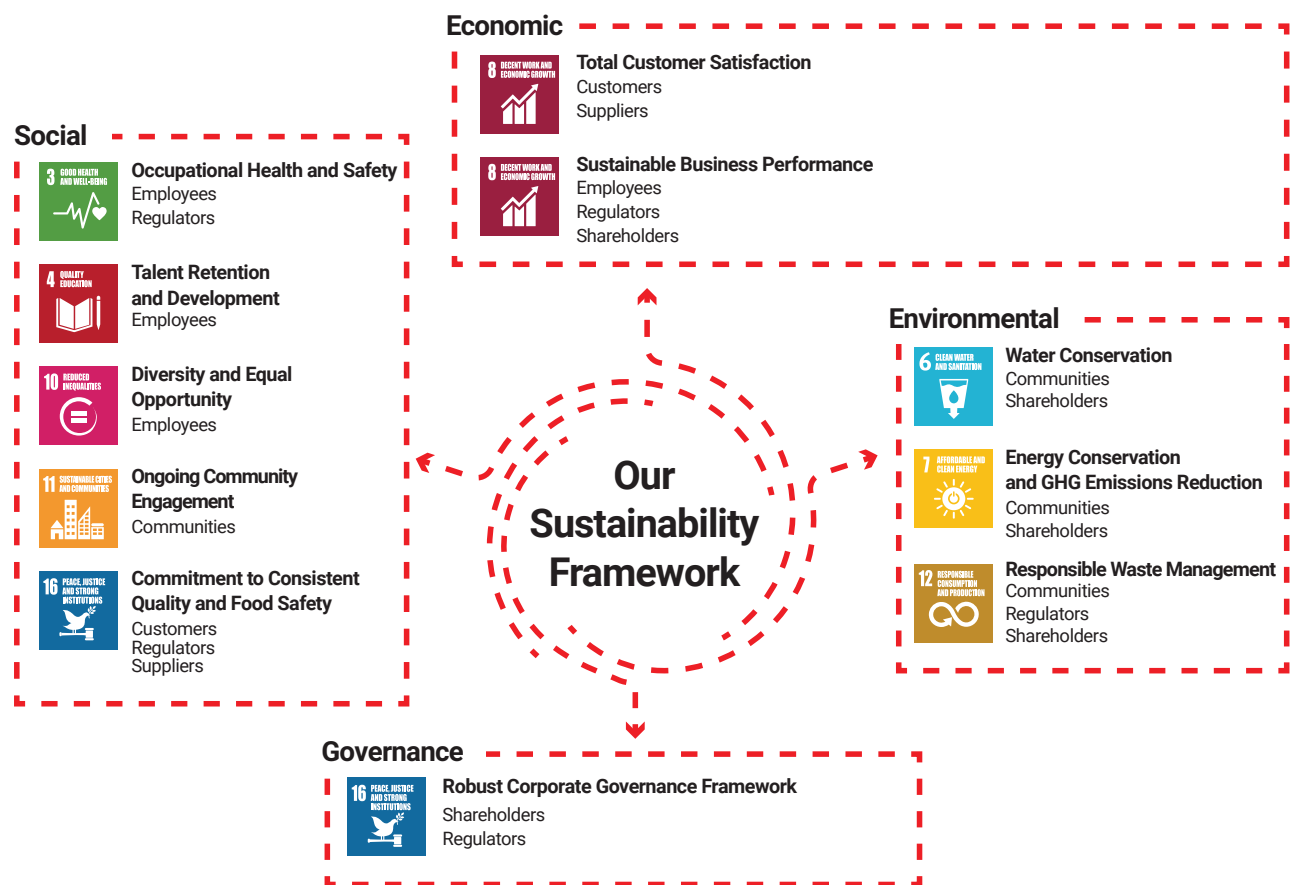 Economic
8 DECENT WORK AND
ECONOMIC GROWTH
Total Customer Satisfaction
Customers
Suppliers
8 DECENT WORK AND
ECONOMIC GROWTH
Sustainable Business Performance
Employees
Regulators
Shareholders
Social
3 GOOD HEALTH
AND WELL-BEING
Occupational Health and Safety
Employees
Regulators
4 QUALITY
EDUCATION
Talent Retention
and Development
Employees
10 REDUCED
INEQUALITIES
Diversity and Equal
Opportunity
Employees
11 SUSTAINABLE CITIES
AND COMMUNITIES
Ongoing Community
Engagement
Communities
16 PEACE, JUSTICE
AND STRONG
INSTITUTIONS
Commitment to Consistent
Quality and Food Safety
Customers
Regulators
Suppliers
Our
Sustainability
Framework
Environmental
6 CLEAN WATER
AND SANITATION
Water Conservation
Communities
Shareholders
7 AFFORDABLE AND
CLEAN ENERGY
Energy Conservation
and GHG Emissions Reduction
Communities
Shareholders
12 RESPONSIBLE
CONSUMPTION
AND PRODUCTION
Responsible Waste Management
Communities
Regulators
Shareholders
Governance
16 PEACE, JUSTICE
AND STRONG
INSTITUTIONS
Robust Corporate Governance Framework
Shareholders
Regulators